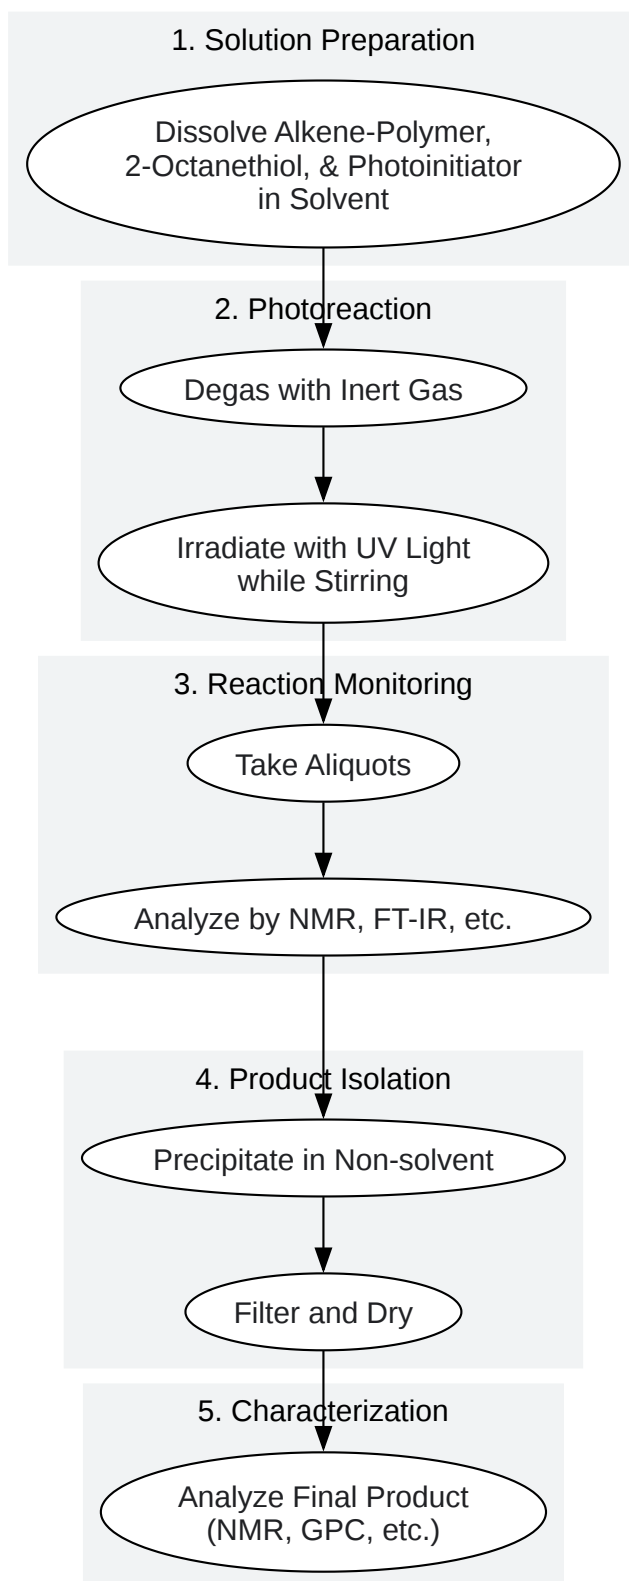 1. Solution Preparation
Dissolve Alkene-Polymer,
2-Octanethiol, & Photoinitiator
in Solvent
2. Photoreaction
Degas with Inert Gas
Irradiate with UV Light
while Stirring
3. Reaction Monitoring
Take Aliquots
Analyze by NMR, FT-IR, etc.
4. Product Isolation
Precipitate in Non-solvent
Filter and Dry
5. Characterization
Analyze Final Product
(NMR, GPC, etc.)